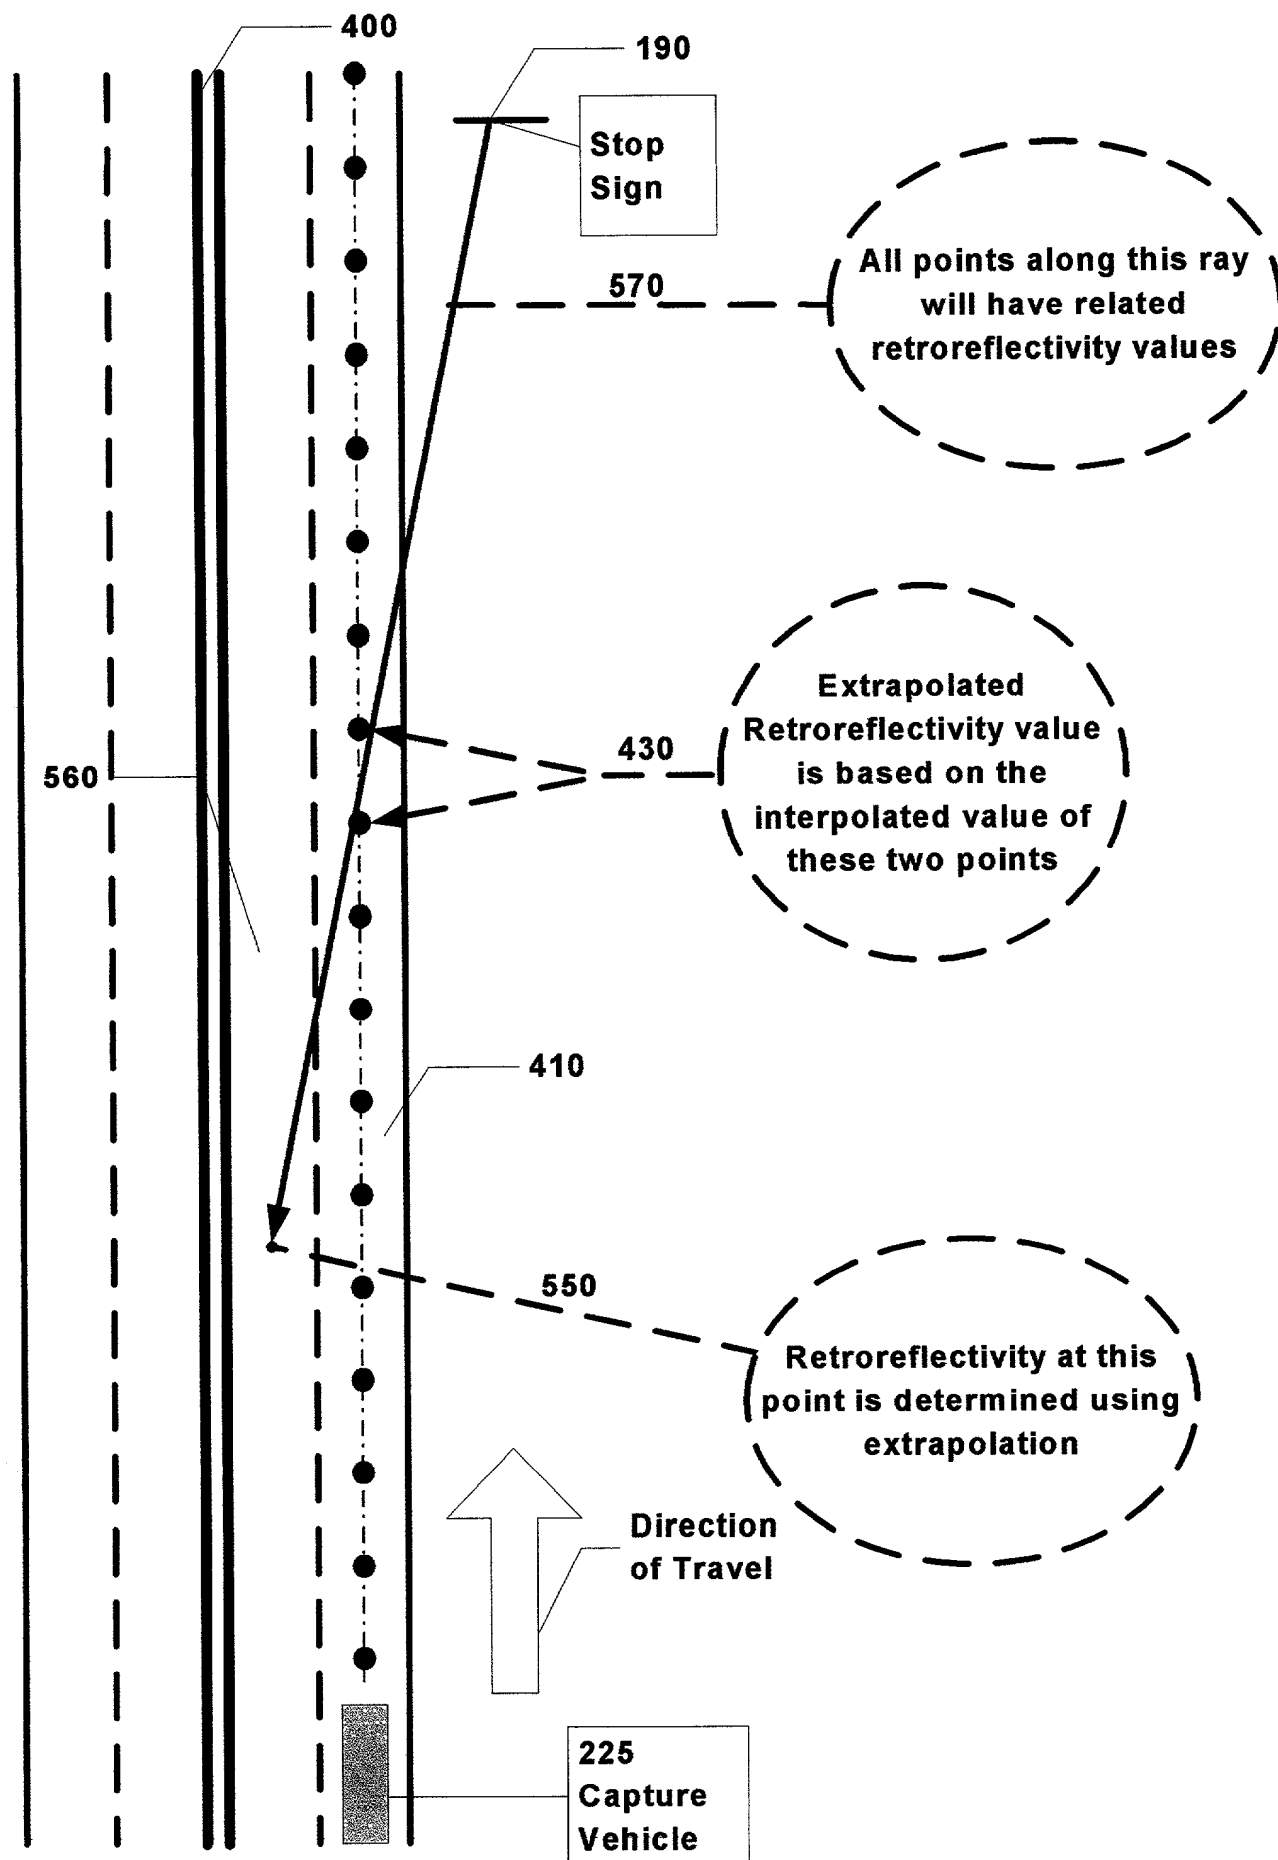 400
190
Stop
Sign
All points along this ray
will have related
retroreflectivity values
570
Extrapolated
Retroreflectivity value
is based on the
interpolated value of
these two points
430
560
410
550
Retroreflectivity at this
point is determined using
extrapolation
Direction
of Travel
225
Capture
Vehicle